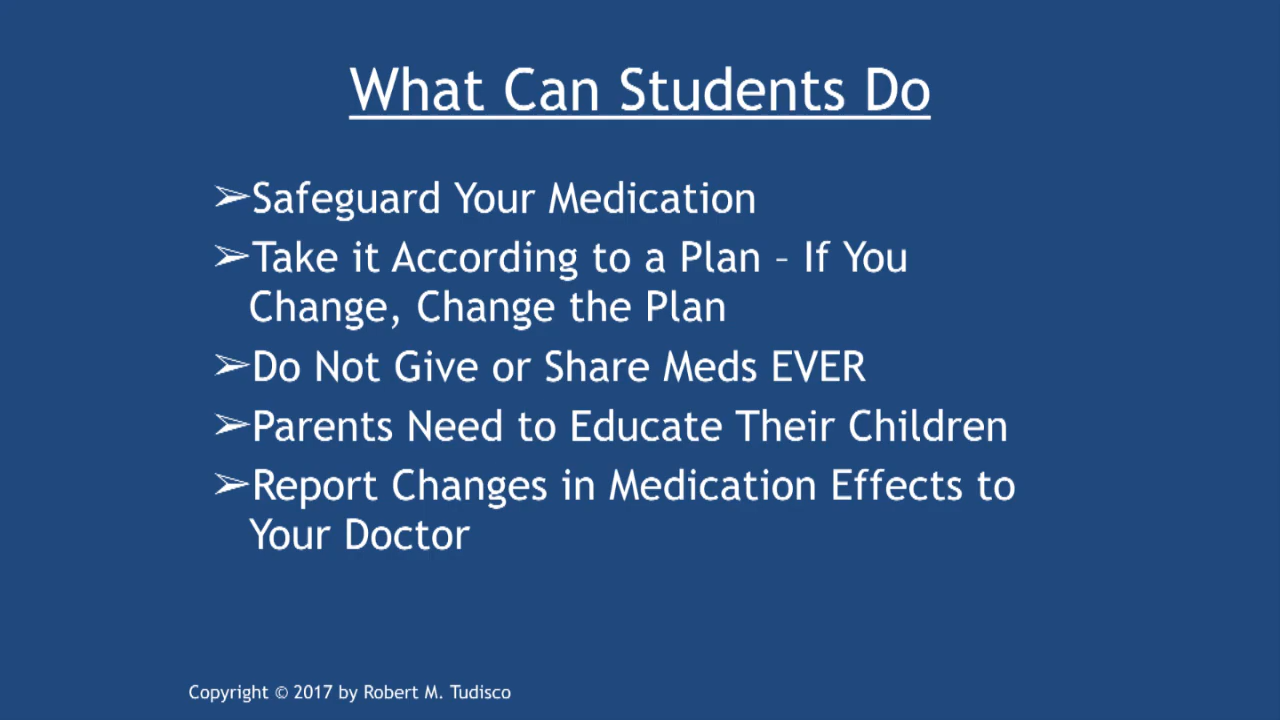 What Can Students Do
➢Safeguard Your Medication
➢Take it According to a Plan – If You
Change, Change the Plan
➢Do Not Give or Share Meds EVER
➢Parents Need to Educate Their Children
➢Report Changes in Medication Effects to
Your Doctor
Copyright © 2017 by Robert M. Tudisco